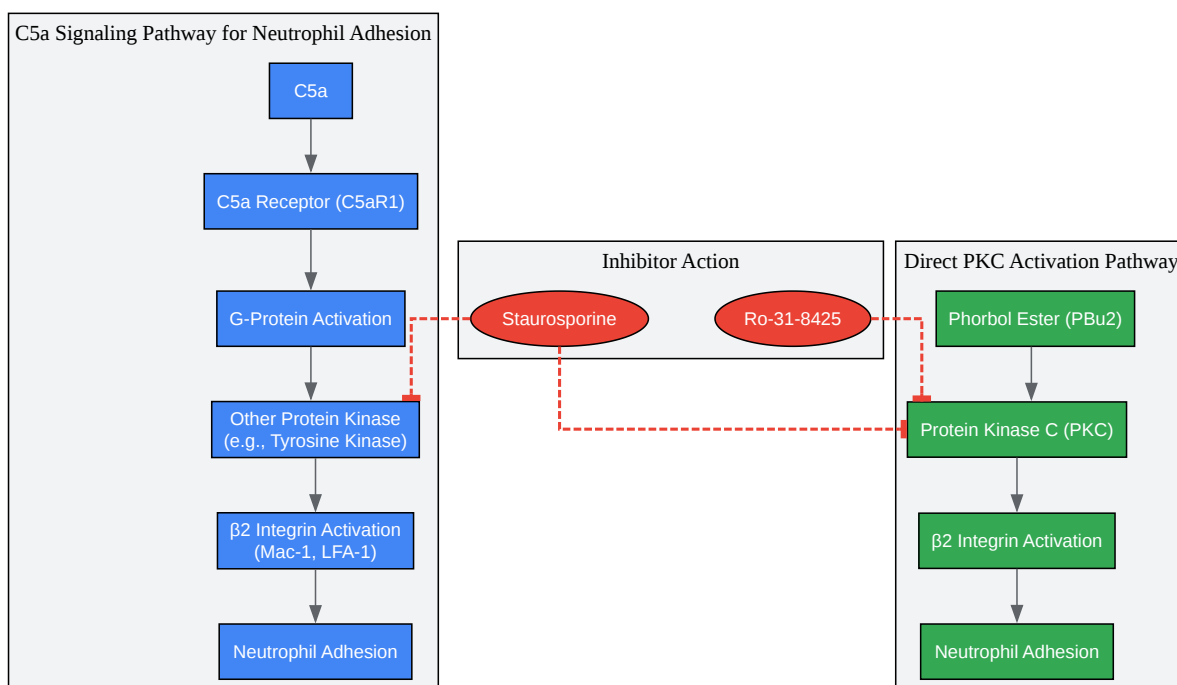 C5a Signaling Pathway for Neutrophil Adhesion
C5a
C5a Receptor (C5aR1)
G-Protein Activation
Other Protein Kinase
(e.g., Tyrosine Kinase)
β2 Integrin Activation
(Mac-1, LFA-1)
Neutrophil Adhesion
Inhibitor Action
Staurosporine
Ro-31-8425
Direct PKC Activation Pathway
Phorbol Ester (PBu2)
Protein Kinase C (PKC)
β2 Integrin Activation
Neutrophil Adhesion